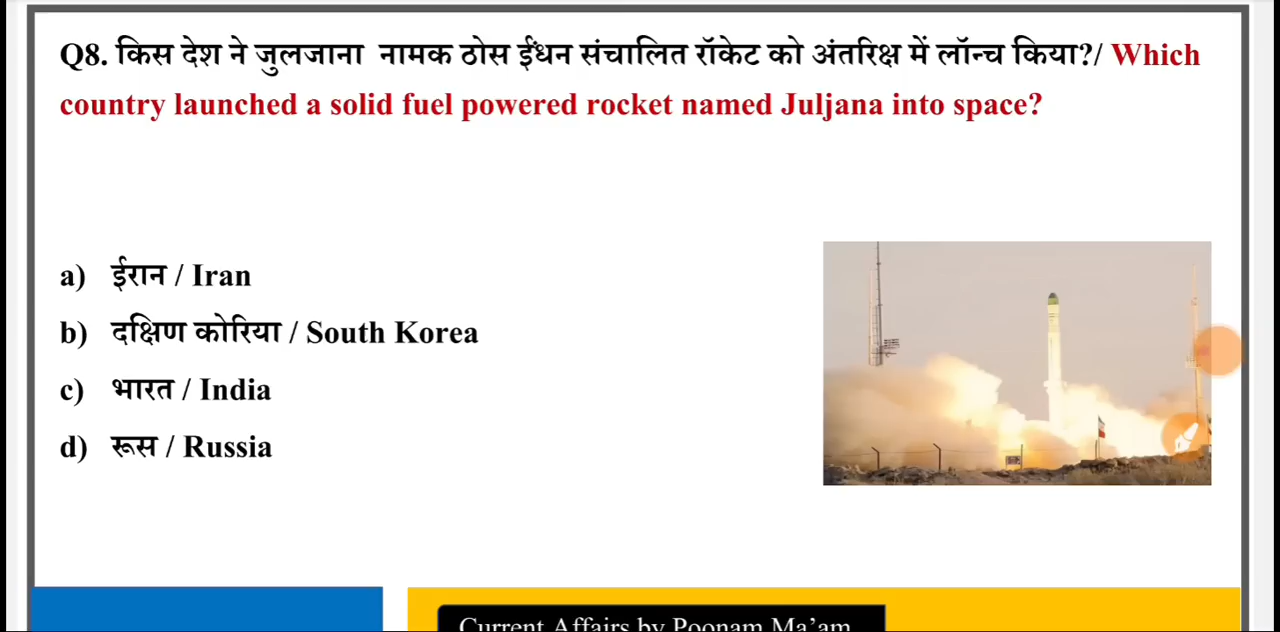 Q8. किस देश ने जुलजाना नामक ठोस ईंधन संचालित रॉकेट को अंतरिक्ष में लॉन्च किया?/ Which
country launched a solid fuel powered rocket named Juljana into space?
a) ईरान / Iran
b) दक्षिण कोरिया / South Korea
c) भारत / India
d) रूस / Russia
Current Affairs by Poonam Ma’am